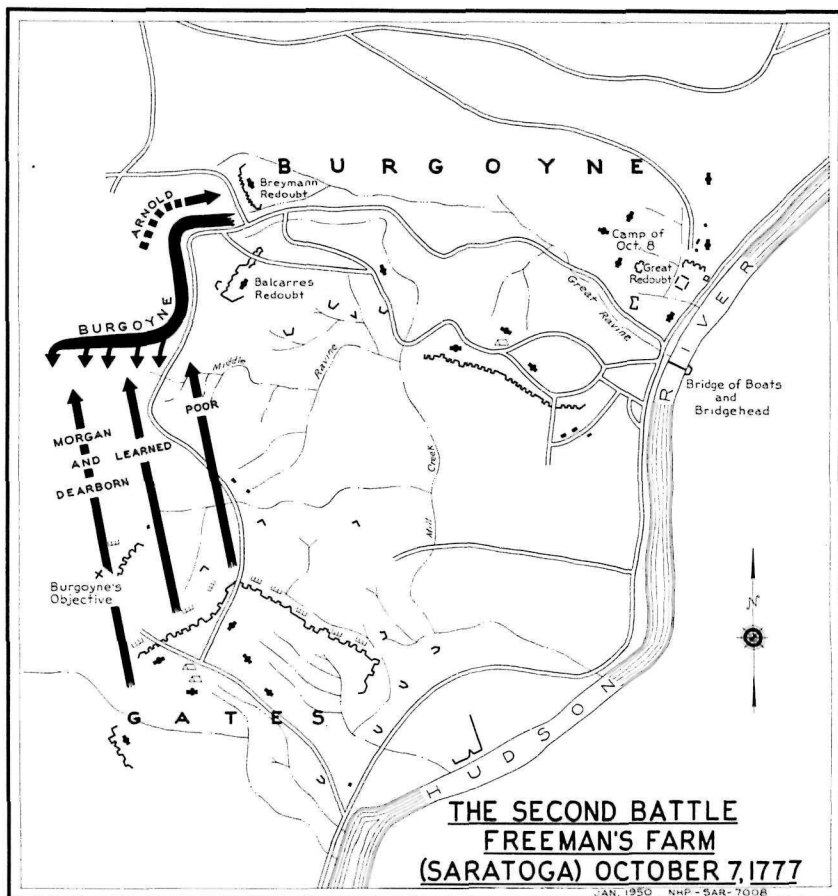 BURGOYNE
Breymann
Redoubt
ARNOLD
Camp of
Oct. 8
Great
Redoubt
Balcarres
Redoubt
Great
Ravine
BURGOYNE
RIVER
Middle
Ravine
Bridge of Boats
and
Bridgehead
POOR
MORGAN
AND
DEARBORN
LEARNED
Creek
Mill
Burgoyne's
Objective
N
GATES
HUDSON
THE SECOND BATTLE
FREEMAN'S FARM
(SARATOGA) OCTOBER 7, 1777
JAN. 1950 NHP-SAR-7008